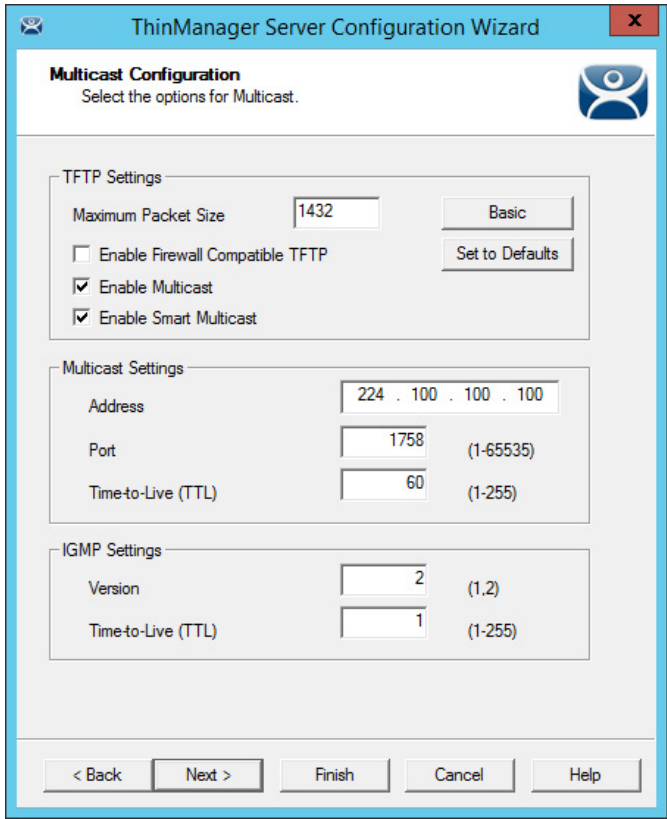 ThinManager Server Configuration Wizard
x
Multicast Configuration
Select the options for Multicast.
TFTP Settings
Maximum Packet Size 1432 Basic
Enable Firewall Compatible TFTP Set to Defaults
Enable Multicast
Enable Smart Multicast
Multicast Settings
Address 224 . 100 . 100 . 100
Port 1758 (1-65535)
Time-to-Live (TTL) 60 (1-255)
IGMP Settings
Version 2 (1,2)
Time-to-Live (TTL) 1 (1-255)
< Back Next > Finish Cancel Help